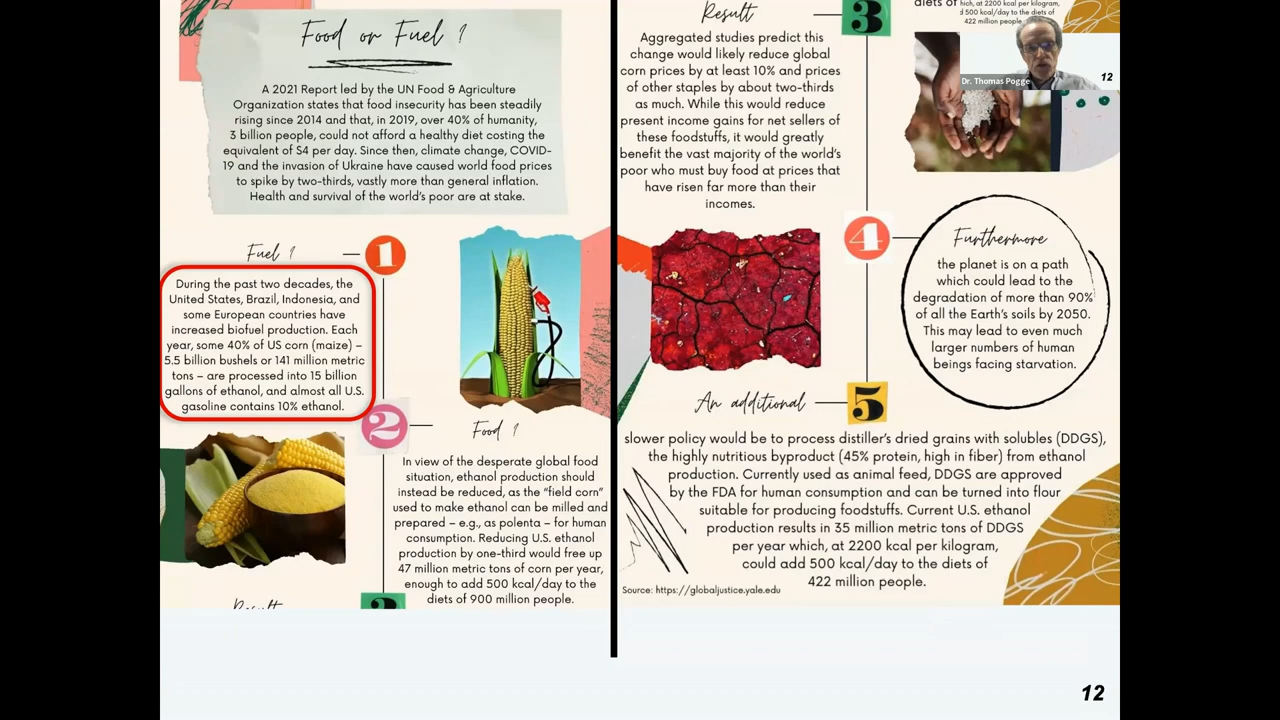 Food or Fuel ?
A 2021 Report led by the UN Food & Agriculture
Organization states that food insecurity has been steadily
rising since 2014 and that, in 2019, over 40% of humanity,
3 billion people, could not afford a healthy diet costing the
equivalent of $4 per day. Since then, climate change, COVID-
19 and the invasion of Ukraine have caused world food prices
to spike by two-thirds, vastly more than general inflation.
Health and survival of the world's poor are at stake.
Fuel ?
1
During the past two decades, the
United States, Brazil, Indonesia, and
some European countries have
increased biofuel production. Each
year, some 40% of US corn (maize) –
5.5 billion bushels or 141 million metric
tons – are processed into 15 billion
gallons of ethanol, and almost all U.S.
gasoline contains 10% ethanol.
2
Food ?
In view of the desperate global food
situation, ethanol production should
instead be reduced, as the "field corn"
used to make ethanol can be milled and
prepared – e.g., as polenta – for human
consumption. Reducing U.S. ethanol
production by one-third would free up
47 million metric tons of corn per year,
enough to add 500 kcal/day to the
diets of 900 million people.
Result
3
Result
3
Aggregated studies predict this
change would likely reduce global
corn prices by at least 10% and prices
of other staples by about two-thirds
as much. While this would reduce
present income gains for net sellers of
these foodstuffs, it would greatly
benefit the vast majority of the world's
poor who must buy food at prices that
have risen far more than their
incomes.
diets of
hich, at 2200 kcal per kilogram,
d 500 kcal/day to the diets of
422 million people.
Dr. Thomas Pogge
12
4
Furthermore
the planet is on a path
which could lead to the
degradation of more than 90%
of all the Earth's soils by 2050.
This may lead to even much
larger numbers of human
beings facing starvation.
An additional
5
slower policy would be to process distiller's dried grains with solubles (DDGS),
the highly nutritious byproduct (45% protein, high in fiber) from ethanol
production. Currently used as animal feed, DDGS are approved
by the FDA for human consumption and can be turned into flour
suitable for producing foodstuffs. Current U.S. ethanol
production results in 35 million metric tons of DDGS
per year which, at 2200 kcal per kilogram,
could add 500 kcal/day to the diets of
422 million people.
Source: https://globaljustice.yale.edu
12